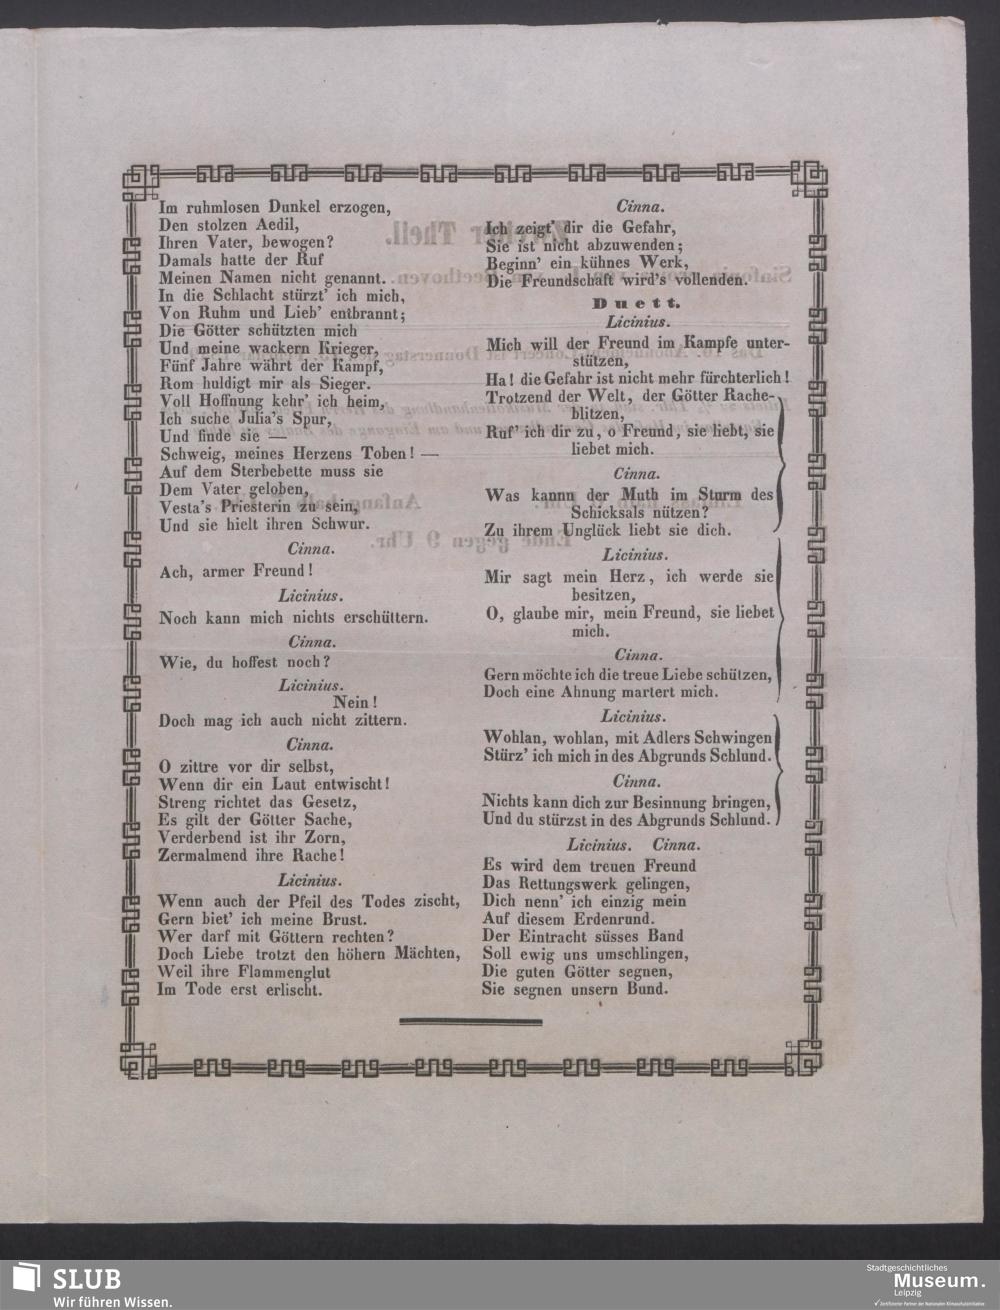 Im ruhmlosen Dunkel erzogen,
Den stolzen Aedil,
Ihren Vater, bewogen?
Damals hatte der Ruf
Meinen Namen nicht genannt.
In die Schlacht stürzt' ich mich,
Von Ruhm und Lieb' entbrannt;
Die Götter schützten mich
Und meine wackern Krieger,
Fünf Jahre währt der Kampf,
Rom huldigt mir als Sieger.
Voll Hoffnung kehr' ich heim,
Ich suche Julia's Spur,
Und finde sie —
Schweig, meines Herzens Toben! —
Auf dem Sterbebette muss sie
Dem Vater geloben,
Vesta's Priesterin zu sein,
Und sie hielt ihren Schwur.
Cinna.
Ach, armer Freund!
Licinius.
Noch kann mich nichts erschüttern.
Cinna.
Wie, du hoffest noch?
Licinius.
Nein!
Doch mag ich auch nicht zittern.
Cinna.
O zittre vor dir selbst,
Wenn dir ein Laut entwischt!
Streng richtet das Gesetz,
Es gilt der Götter Sache,
Verderbend ist ihr Zorn,
Zermalmend ihre Rache!
Licinius.
Wenn auch der Pfeil des Todes zischt,
Gern biet' ich meine Brust.
Wer darf mit Göttern rechten?
Doch Liebe trotzt den höhern Mächten,
Weil ihre Flammenglut
Im Tode erst erlischt.
Cinna.
Ich zeigt' dir die Gefahr,
Sie ist nicht abzuwenden;
Beginn' ein kühnes Werk,
Die Freundschaft wird's vollenden.
Duett.
Licinius.
Mich will der Freund im Kampfe unter-
stützen,
Ha! die Gefahr ist nicht mehr fürchterlich!
Trotzend der Welt, der Götter Rache-
blitzen,
Ruf' ich dir zu, o Freund, sie liebt, sie
liebet mich.
Cinna.
Was kannn der Muth im Sturm des
Schicksals nützen?
Zu ihrem Unglück liebt sie dich.
Licinius.
Mir sagt mein Herz, ich werde sie
besitzen,
O, glaube mir, mein Freund, sie liebet
mich.
Cinna.
Gern möchte ich die treue Liebe schützen,
Doch eine Ahnung martert mich.
Licinius.
Wohlan, wohlan, mit Adlers Schwingen
Stürz' ich mich in des Abgrunds Schlund.
Cinna.
Nichts kann dich zur Besinnung bringen,
Und du stürzst in des Abgrunds Schlund.
Licinius. Cinna.
Es wird dem treuen Freund
Das Rettungswerk gelingen,
Dich nenn' ich einzig mein
Auf diesem Erdenrund.
Der Eintracht süsses Band
Soll ewig uns umschlingen,
Die guten Götter segnen,
Sie segnen unsern Bund.
SLUB
Wir führen Wissen.
Stadtgeschichtliches
Museum.
Leipzig